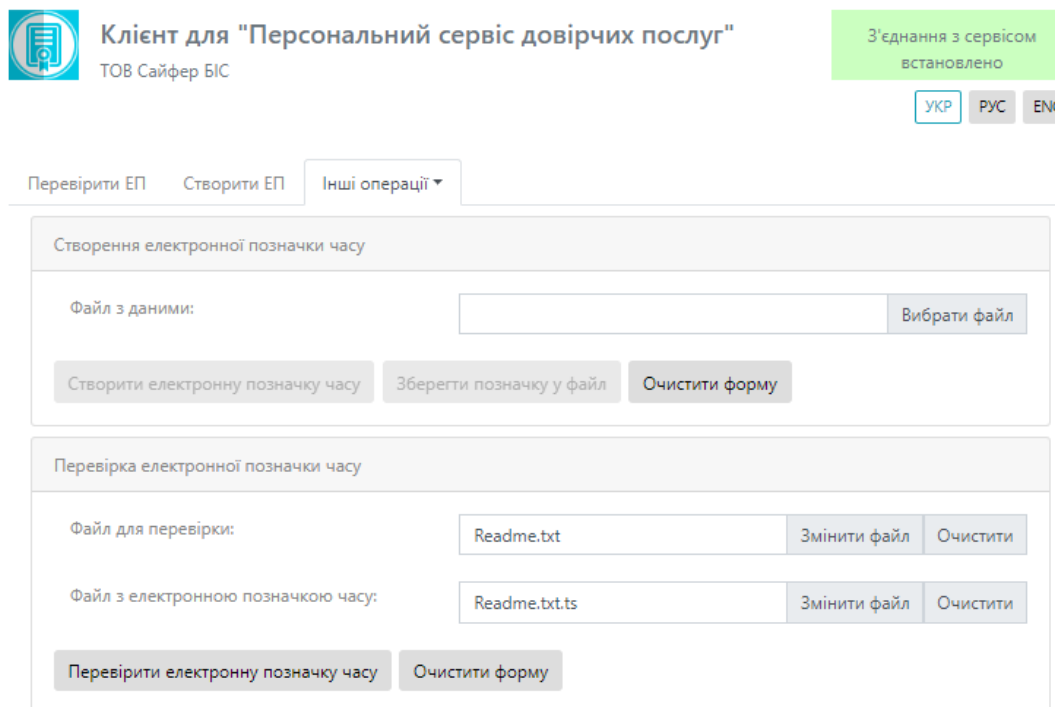 Клієнт для "Персональний сервіс довірчих послуг"
ТОВ Сайфер БІС
З'єднання з сервісом
встановлено
УКР РУС ENG
Перевірити ЕП Створити ЕП Інші операції
Створення електронної позначки часу
Файл з даними: Вибрати файл
Створити електронну позначку часу Зберегти позначку у файл Очистити форму
Перевірка електронної позначки часу
Файл для перевірки: Readme.txt Змінити файл Очистити
Файл з електронною позначкою часу: Readme.txt.ts Змінити файл Очистити
Перевірити електронну позначку часу Очистити форму